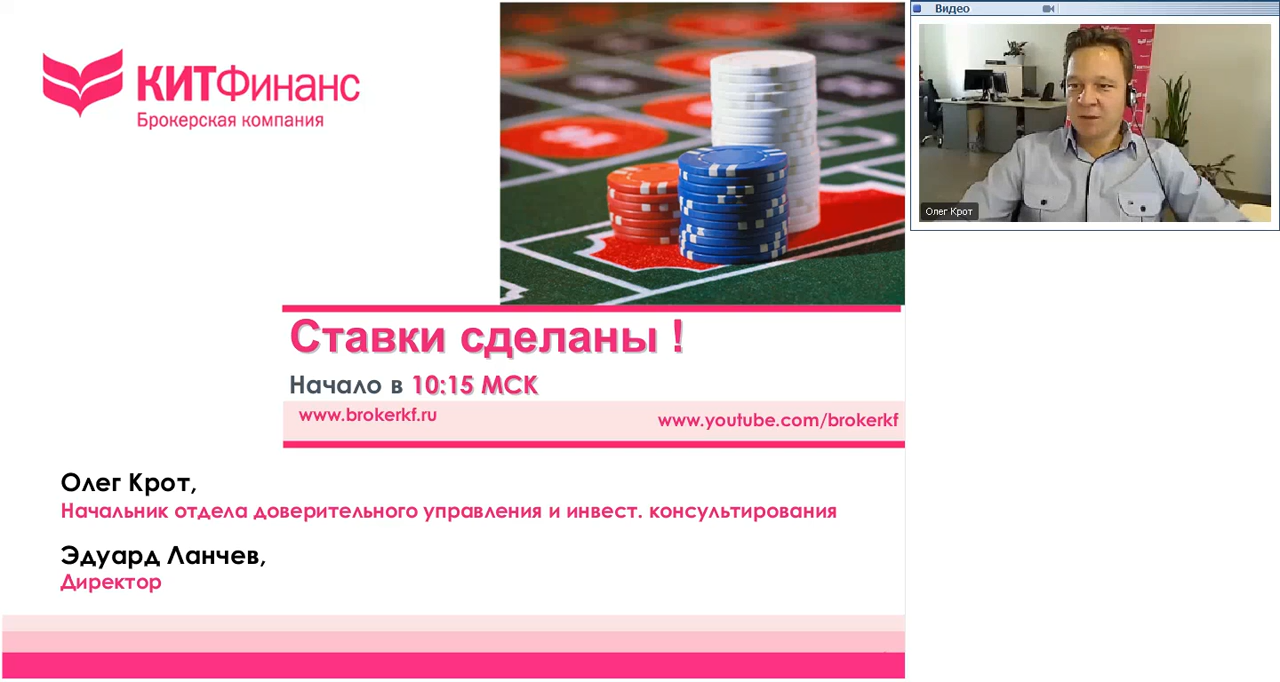 КИТФинанс
Брокерская компания
Ставки сделаны !
Начало в 10:15 МСК
www.brokerkf.ru
www.youtube.com/brokerkf
Олег Крот,
Начальник отдела доверительного управления и инвест. консультирования
Эдуард Ланчев,
Директор
Видео
Олег Крот